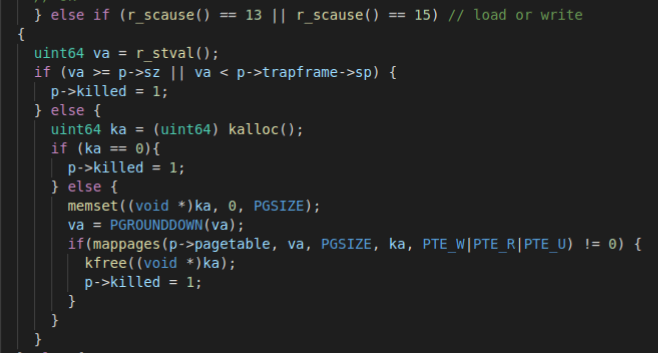 } else if (r_scause() == 13 || r_scause() == 15) // load or write
{
uint64 va = r_stval();
if (va >= p->sz || va < p->trapframe->sp) {
p->killed = 1;
} else {
uint64 ka = (uint64) kalloc();
if (ka == 0){
p->killed = 1;
} else {
memset((void *)ka, 0, PGSIZE);
va = PGROUNDDOWN(va);
if(mappages(p->pagetable, va, PGSIZE, ka, PTE_W|PTE_R|PTE_U) != 0) {
kfree((void *)ka);
p->killed = 1;
}
}
}